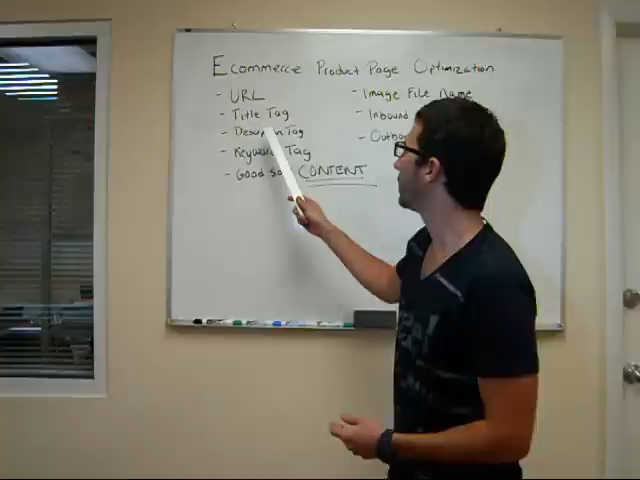 Ecommerce Product Page Optimization
- URL
- Title Tag
- Tag
- Tag
- Good CONTENT
- Image File Name
- Inbound